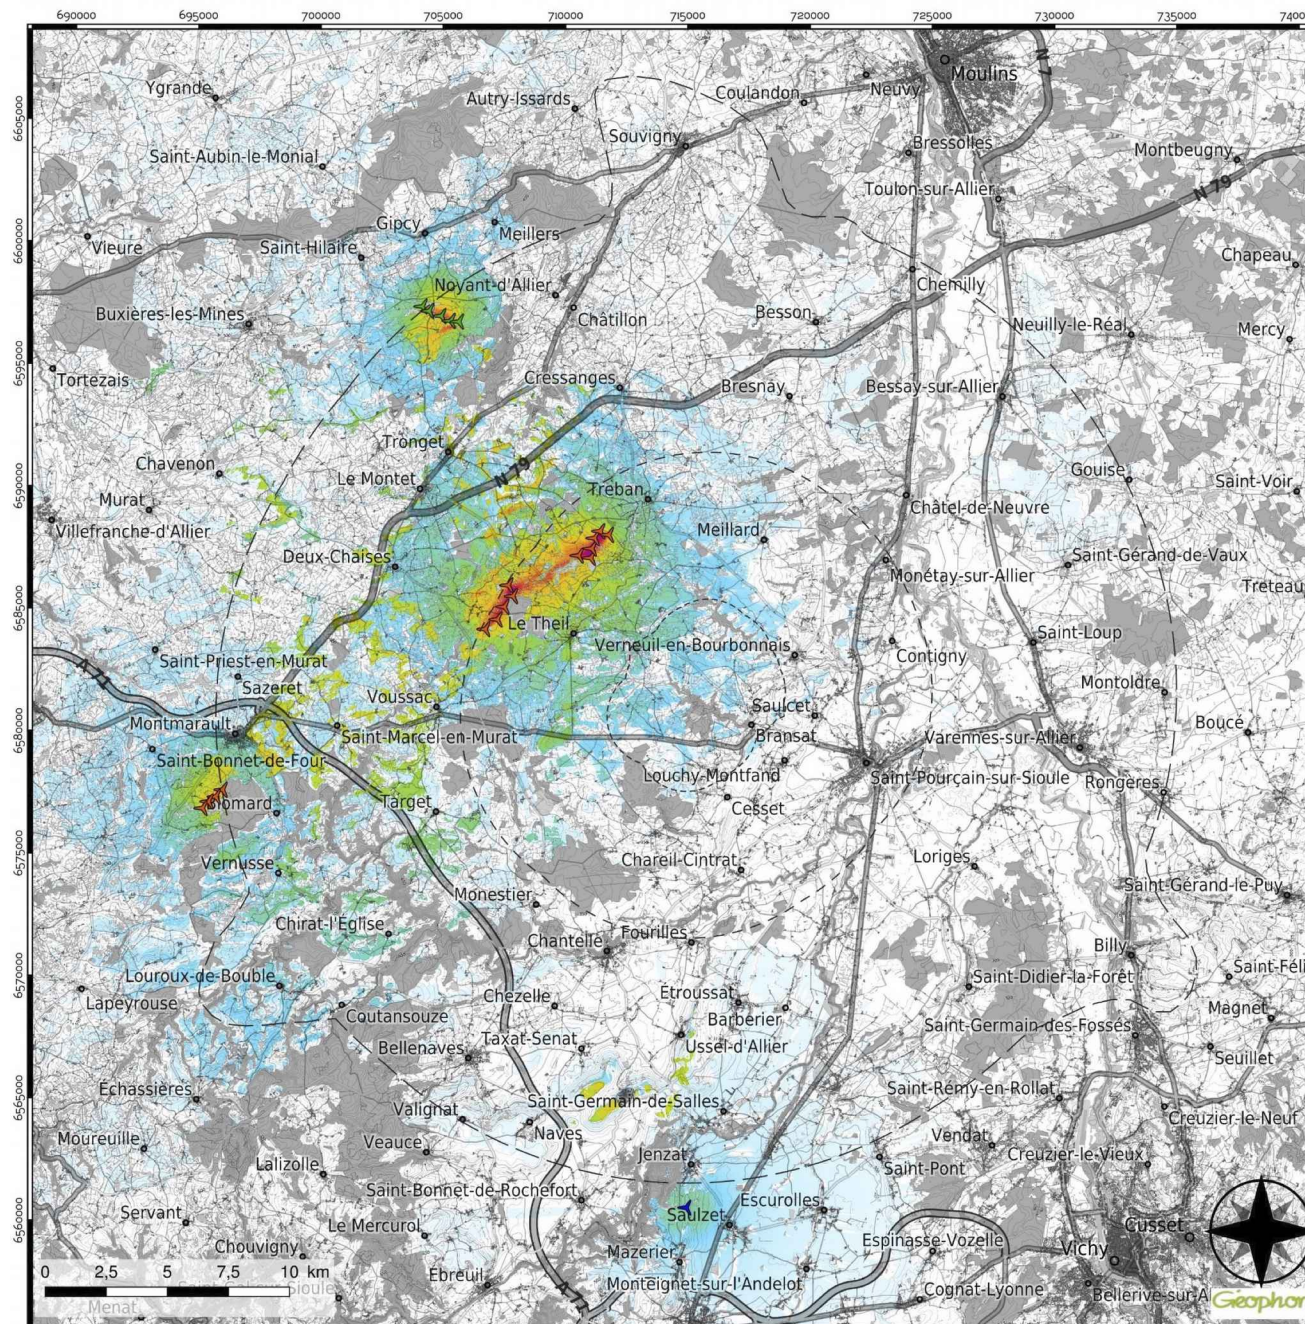 690000 695000 700000 705000 710000 715000 720000 725000 730000 735000 7400
6605000
6600000
6595000
6590000
6585000
6580000
6575000
6570000
6565000
6560000
Moulins
N 7
Ygrande
Autry-Issards
Coulandon
Neuvy
Souvigny
Bressolles
Saint-Aubin-le-Monial
Montbeugny
Toulon-sur-Allier
N 79
Gipcy
Meillers
Vieure
Saint-Hilaire
Chapeau
Noyant-d'Allier
Chemilly
Buxières-les-Mines
Châtillon
Besson
Neuilly-le-Réal
Mercy
Tortezais
Cressanges
Bresnay
Bessay-sur-Allier
Tronget
N 79
Chavenon
Le Montet
Treban
Gouise
Saint-Voir
Murat
Châtel-de-Neuvre
Villefranche-d'Allier
Meillard
Deux-Chaises
Saint-Gérand-de-Vaux
Monétay-sur-Allier
Treteau
Le Theil
Verneuil-en-Bourbonnais
Saint-Loup
Contigny
Saint-Priest-en-Murat
A 71
Sazeret
Voussac
Montoldre
Saulcet
Montmarault
Saint-Marcel-en-Murat
Bransat
Varennes-sur-Allier
Boucé
Saint-Bonnet-de-Four
Louchy-Montfand
Saint-Pourçain-sur-Sioule
Rongères
Blomard
Target
Cesset
Vernusse
Chareil-Cintrat
Loriges
Monestier
Saint-Gérand-le-Puy
Chirat-l'Église
Chantelle
Fourilles
Billy
Louroux-de-Bouble
Saint-Didier-la-Forêt
Saint-Féli
Lapeyrouse
Coutansouze
Chezelle
Étroussat
Barberier
Magnet
Saint-Germain-des-Fossés
Bellenaves
Taxat-Senat
Ussel-d'Allier
Seuillet
Échassières
Saint-Germain-de-Salles
Saint-Rémy-en-Rollat
Valignat
Naves
Creuzier-le-Neuf
Moureuille
Veauce
Vendat
Creuzier-le-Vieux
Lalizolle
Jenzat
Saint-Pont
Saint-Bonnet-de-Rochefort
Escurolles
Servant
Le Mercurol
Saulzet
Cusset
Chouvigny
Mazerier
Espinasse-Vozelle
Vichy
0 2,5 5 7,5 10 km
Ébreuil
A 71
Monteignet-sur-l'Andelot
Cognat-Lyonne
Bellerive-sur-A
Menat
Sioule
Géophom